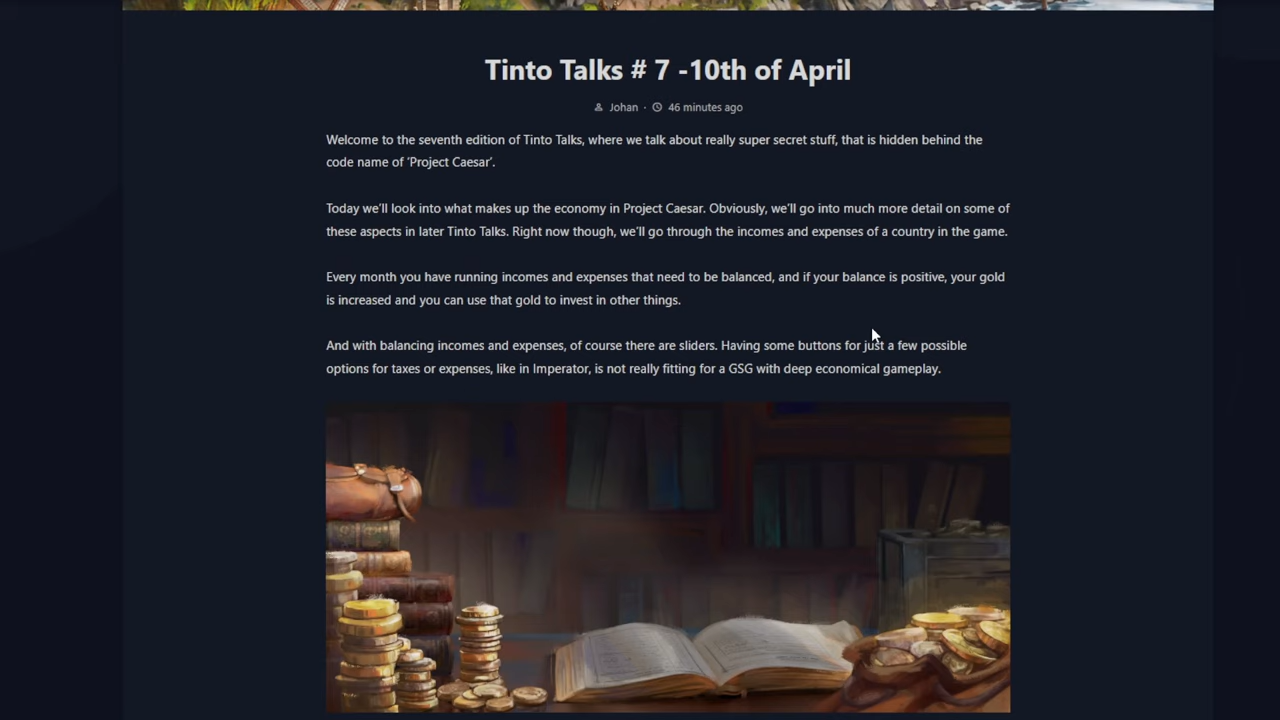 Tinto Talks # 7 -10th of April
Johan · 46 minutes ago
Welcome to the seventh edition of Tinto Talks, where we talk about really super secret stuff, that is hidden behind the
code name of 'Project Caesar'.
Today we'll look into what makes up the economy in Project Caesar. Obviously, we'll go into much more detail on some of
these aspects in later Tinto Talks. Right now though, we'll go through the incomes and expenses of a country in the game.
Every month you have running incomes and expenses that need to be balanced, and if your balance is positive, your gold
is increased and you can use that gold to invest in other things.
And with balancing incomes and expenses, of course there are sliders. Having some buttons for just a few possible
options for taxes or expenses, like in Imperator, is not really fitting for a GSG with deep economical gameplay.